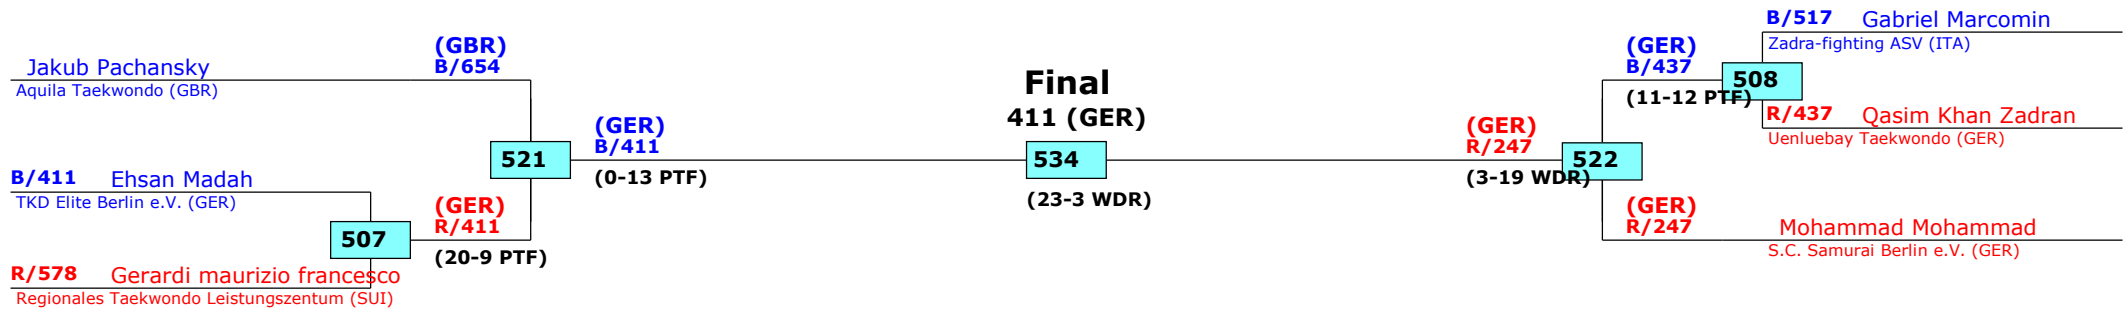 Jakub Pachansky
Aquila Taekwondo (GBR)
(GBR)
B/654
B/411 Ehsan Madah
TKD Elite Berlin e.V. (GER)
R/578 Gerardi maurizio francesco
Regionales Taekwondo Leistungszentum (SUI)
507
(GER)
R/411
(20-9 PTF)
521
(GER)
B/411
(0-13 PTF)
Final
411 (GER)
534
(23-3 WDR)
(GER)
R/247
(3-19 WDR)
522
(GER)
B/437
(11-12 PTF)
508
B/517 Gabriel Marcomin
Zadra-fighting ASV (ITA)
R/437 Qasim Khan Zadran
Uenluebay Taekwondo (GER)
(GER)
R/247
Mohammad Mohammad
S.C. Samurai Berlin e.V. (GER)